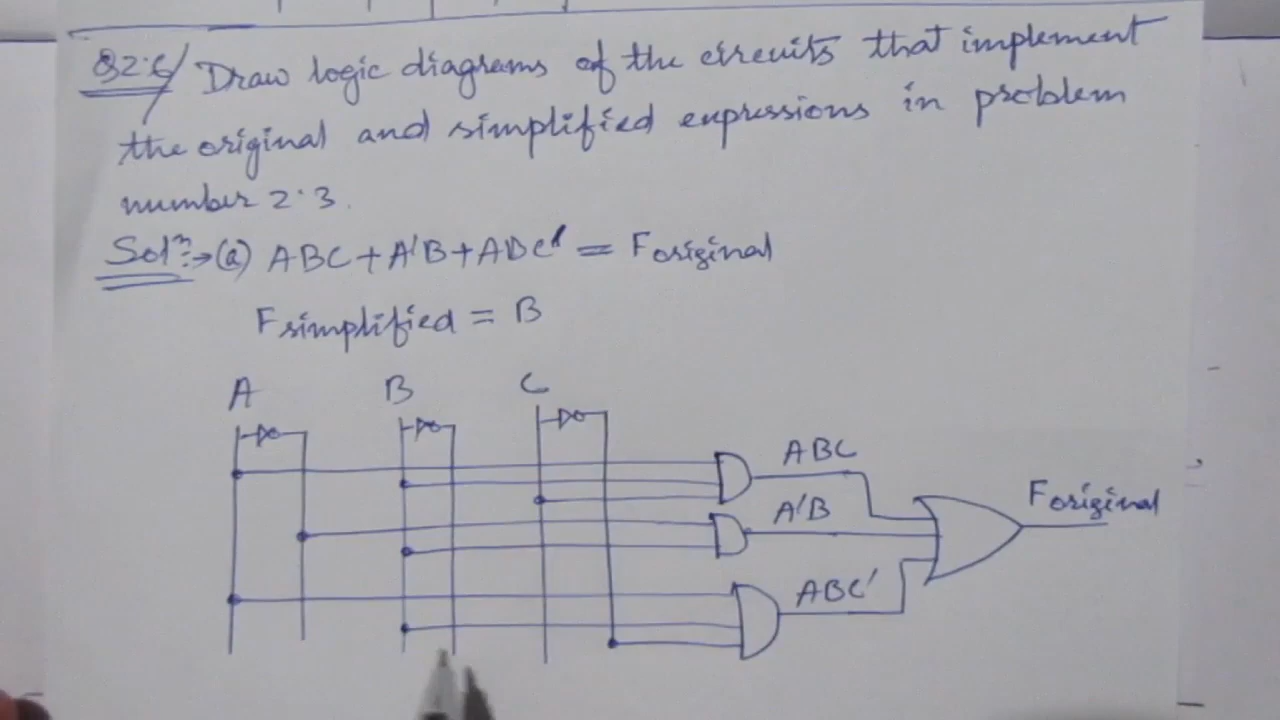 Q2.6/ Draw logic diagrams of the circuits that implement
the original and simplified expressions in problem
number 2.3.
Solⁿ:→(a) ABC+A'B+ABC' = Foriginal
Fsimplified = B
A B C
ABC
A'B
Foriginal
ABC'